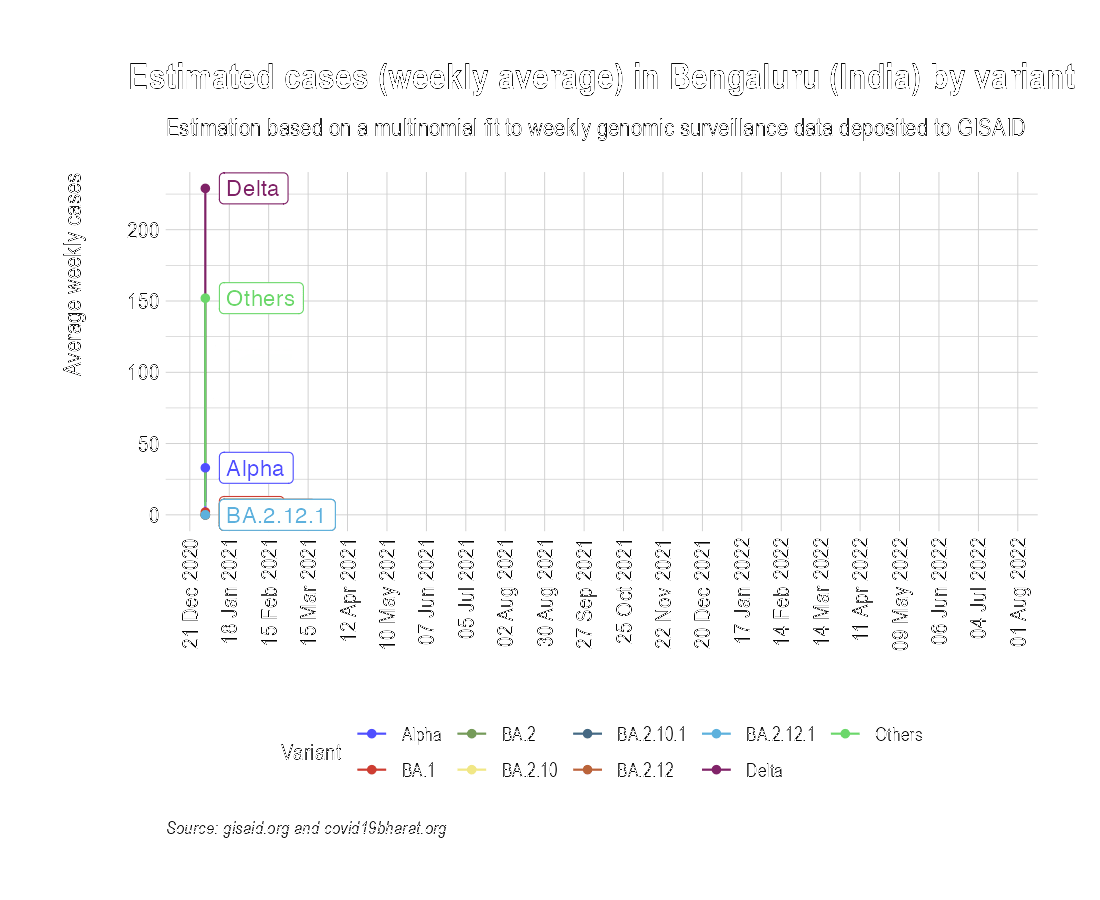 Estimated cases (weekly average) in Bengaluru (India) by variant
Estimation based on a multinomial fit to weekly genomic surveillance data deposited to GISAID
Average weekly cases
200
150
100
50
0
Delta
Others
Alpha
BA.2.12.1
21 Dec 2020
18 Jan 2021
15 Feb 2021
15 Mar 2021
12 Apr 2021
10 May 2021
07 Jun 2021
05 Jul 2021
02 Aug 2021
30 Aug 2021
27 Sep 2021
25 Oct 2021
22 Nov 2021
20 Dec 2021
17 Jan 2022
14 Feb 2022
14 Mar 2022
11 Apr 2022
09 May 2022
06 Jun 2022
04 Jul 2022
01 Aug 2022
Variant
Alpha BA.2 BA.2.10.1 BA.2.12.1 Others
BA.1 BA.2.10 BA.2.12 Delta
Source: gisaid.org and covid19bharat.org